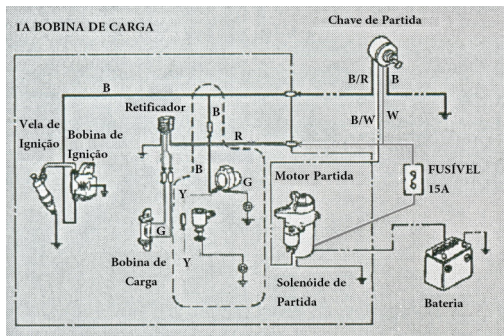 1A BOBINA DE CARGA
Chave de Partida
B/R
B
B
B
Retificador
R
B/W
W
Vela de
Ignição
Bobina de
Ignição
B
G
Motor Partida
FUSÍVEL
15A
Y
G
Y
Bobina de
Carga
Solenóide de
Partida
Bateria